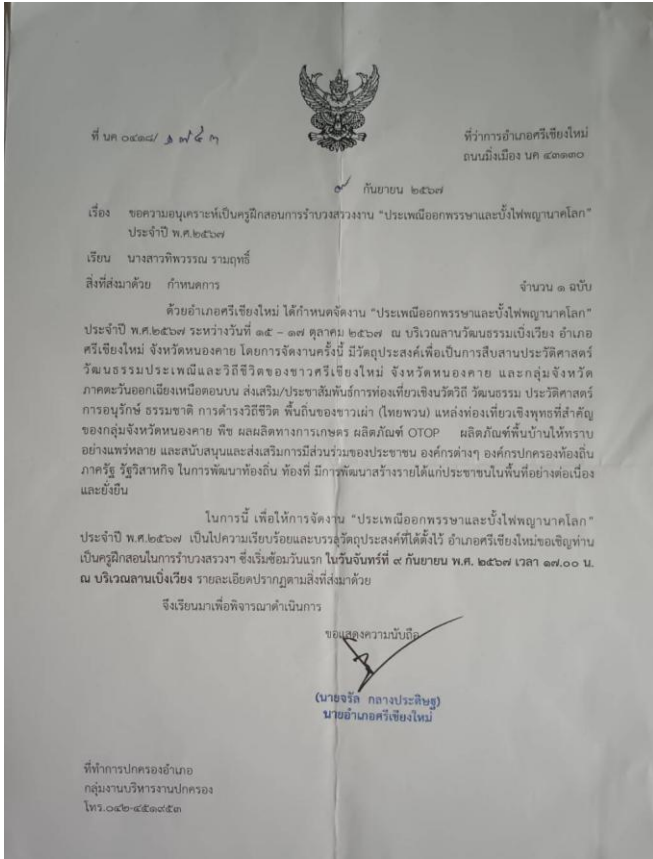 ที่ นค ๐๔๑๘/ ๑๗๔๓
ที่ว่าการอำเภอศรีเชียงใหม่
ถนนมิ่งเมือง นค ๔๓๑๓๐
๙ กันยายน ๒๕๖๗
เรื่อง ขอความอนุเคราะห์เป็นครูฝึกสอนการรำบวงสรวงงาน “ประเพณีออกพรรษาและบั้งไฟพญานาคโลก”
ประจำปี พ.ศ.๒๕๖๗
เรียน นางสาวทิพวรรณ รามฤทธิ์
สิ่งที่ส่งมาด้วย กำหนดการ จำนวน ๑ ฉบับ
ด้วยอำเภอศรีเชียงใหม่ ได้กำหนดจัดงาน “ประเพณีออกพรรษาและบั้งไฟพญานาคโลก”
ประจำปี พ.ศ.๒๕๖๗ ระหว่างวันที่ ๑๕ – ๑๗ ตุลาคม ๒๕๖๗ ณ บริเวณลานวัฒนธรรมเบิ่งเวียง อำเภอ
ศรีเชียงใหม่ จังหวัดหนองคาย โดยการจัดงานครั้งนี้ มีวัตถุประสงค์เพื่อเป็นการสืบสานประวัติศาสตร์
วัฒนธรรมประเพณีและวิถีชีวิตของชาวศรีเชียงใหม่ จังหวัดหนองคาย และกลุ่มจังหวัด
ภาคตะวันออกเฉียงเหนือตอนบน ส่งเสริม/ประชาสัมพันธ์การท่องเที่ยวเชิงนวัตวิถี วัฒนธรรม ประวัติศาสตร์
การอนุรักษ์ ธรรมชาติ การดำรงวิถีชีวิต พื้นถิ่นของชาวเผ่า (ไทยพวน) แหล่งท่องเที่ยวเชิงพุทธที่สำคัญ
ของกลุ่มจังหวัดหนองคาย พืช ผลผลิตทางการเกษตร ผลิตภัณฑ์ OTOP ผลิตภัณฑ์พื้นบ้านให้ทราบ
อย่างแพร่หลาย และสนับสนุนและส่งเสริมการมีส่วนร่วมของประชาชน องค์กรต่างๆ องค์กรปกครองท้องถิ่น
ภาครัฐ รัฐวิสาหกิจ ในการพัฒนาท้องถิ่น ท้องที่ มีการพัฒนาสร้างรายได้แก่ประชาชนในพื้นที่อย่างต่อเนื่อง
และยั่งยืน
ในการนี้ เพื่อให้การจัดงาน “ประเพณีออกพรรษาและบั้งไฟพญานาคโลก”
ประจำปี พ.ศ.๒๕๖๗ เป็นไปความเรียบร้อยและบรรลุวัตถุประสงค์ที่ได้ตั้งไว้ อำเภอศรีเชียงใหม่ขอเชิญท่าน
เป็นครูฝึกสอนในการรำบวงสรวงฯ ซึ่งเริ่มซ้อมวันแรก ในวันจันทร์ที่ ๙ กันยายน พ.ศ. ๒๕๖๗ เวลา ๑๗.๐๐ น.
ณ บริเวณลานเบิ่งเวียง รายละเอียดปรากฏตามสิ่งที่ส่งมาด้วย
จึงเรียนมาเพื่อพิจารณาดำเนินการ
ขอแสดงความนับถือ
(นายจรัล กลางประดิษฐ)
นายอำเภอศรีเชียงใหม่
ที่ทำการปกครองอำเภอ
กลุ่มงานบริหารงานปกครอง
โทร.๐๔๒-๔๕๑๙๕๓